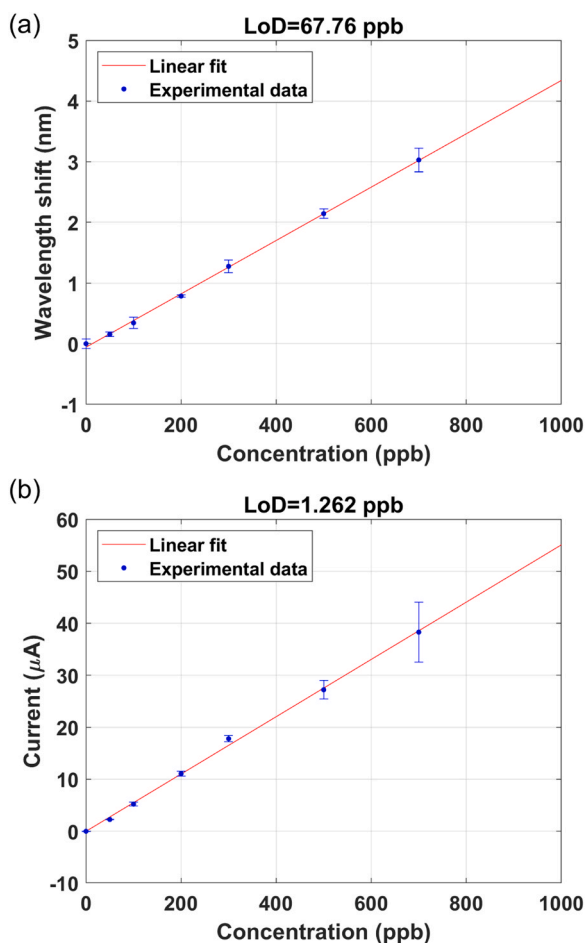 (a)
LoD=67.76 ppb
Linear fit
Experimental data
5
4
3
2
1
0
-1
Wavelength shift (nm)
0 200 400 600 800 1000
Concentration (ppb)
(b)
LoD=1.262 ppb
Linear fit
Experimental data
60
50
40
30
20
10
0
-10
Current (μA)
0 200 400 600 800 1000
Concentration (ppb)